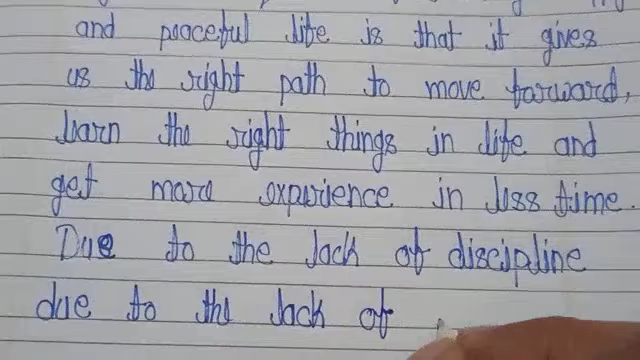 and peaceful life is that it gives
us the right path to move farward,
learn the right things in life and
get more experience in less time.
Due to the lack of discipline
due to the lack of